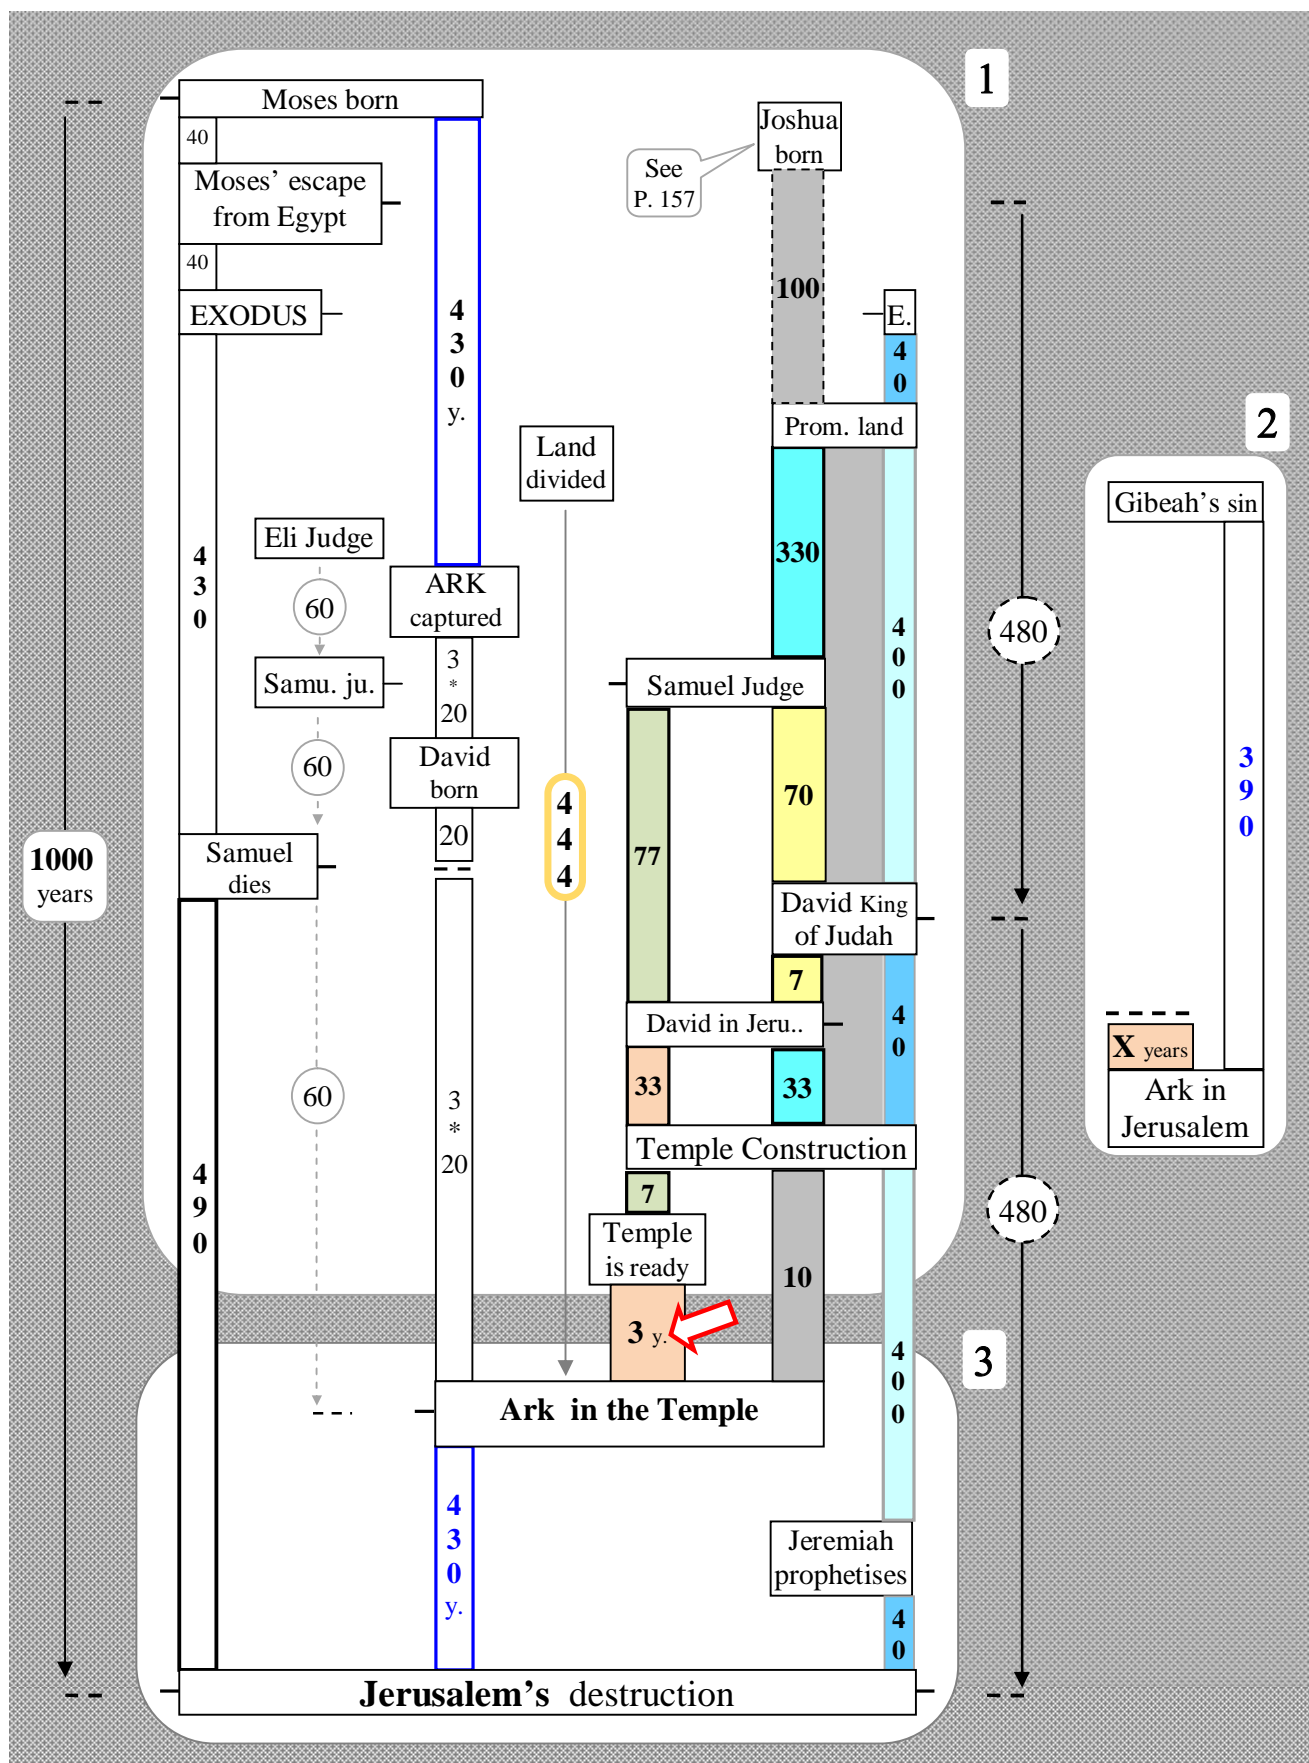 1
Moses born
Joshua
born
40
See
P. 157
Moses’ escape
from Egypt
40
100
EXODUS
E.
4
3
0
y.
4
0
2
Prom. land
Land
divided
Gibeah’s sin
Eli Judge
330
4
3
0
ARK
captured
60
480
4
0
0
3
*
20
Samu. ju.
Samuel Judge
David
born
60
3
9
0
70
4
4
4
20
77
1000
years
Samuel
dies
David King
of Judah
7
David in Jeru..
4
0
X years
60
33
33
Ark in
Jerusalem
3
*
20
Temple Construction
4
9
0
7
480
Temple
is ready
10
3 y.
3
4
0
0
Ark in the Temple
4
3
0
y.
Jeremiah
prophetises
4
0
Jerusalem’s destruction